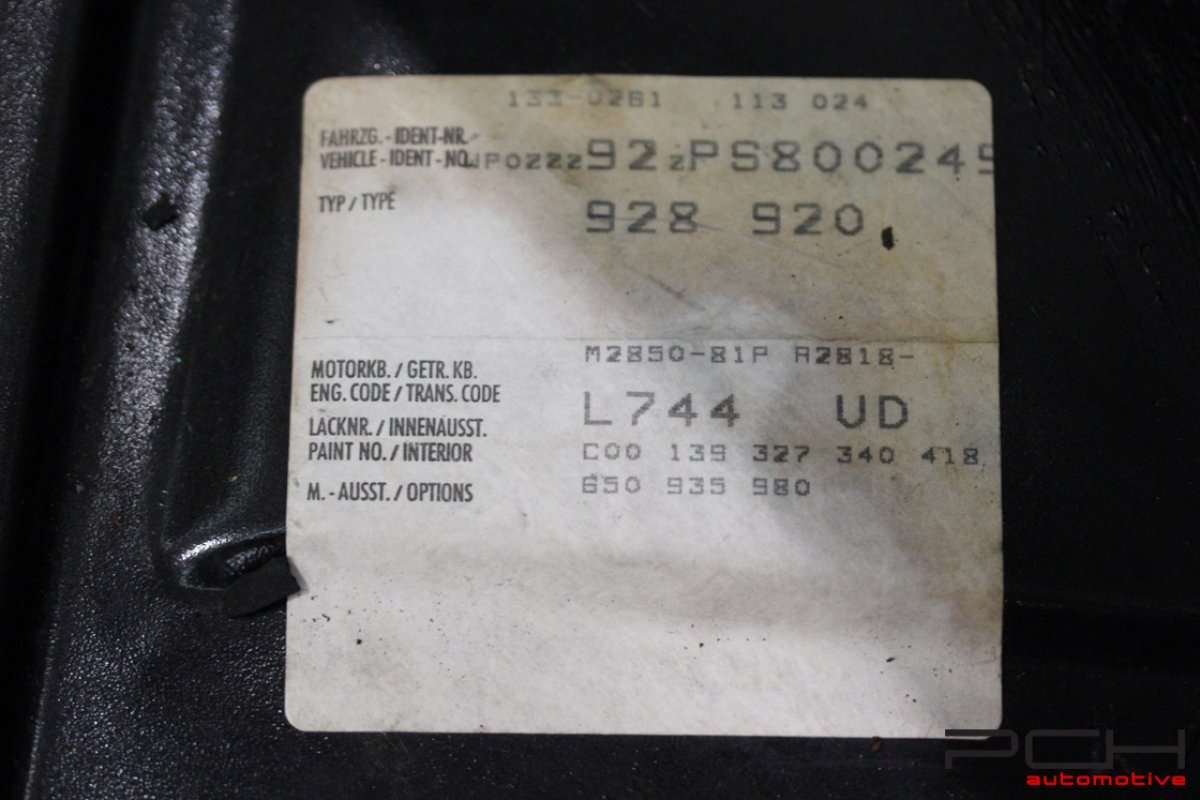 133-0281 113 024
FAHRZG.-IDENT-NR.
VEHICLE-IDENT-NO. WP0ZZZ92ZPS800249
TYP/TYPE 928 920
MOTORKB./GETR.KB. M2850-81P A2818-
ENG.CODE/TRANS.CODE
LACKNR./INNENAUSST. L744 UD
PAINT NO./INTERIOR C00 139 327 340 418
M.-AUSST./OPTIONS 650 935 980
PCH
automotive